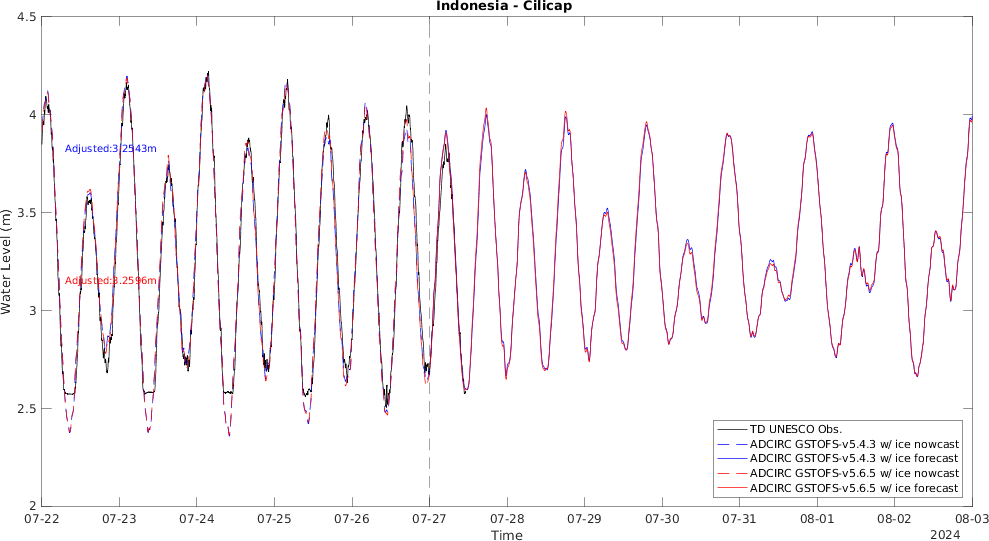 Indonesia - Cilicap
Water Level (m)
4.5
4
3.5
3
2.5
2
Adjusted:3.2543m
Adjusted:3.2596m
TD UNESCO Obs.
ADCIRC GSTOFS-v5.4.3 w/ ice nowcast
ADCIRC GSTOFS-v5.4.3 w/ ice forecast
ADCIRC GSTOFS-v5.6.5 w/ ice nowcast
ADCIRC GSTOFS-v5.6.5 w/ ice forecast
07-22 07-23 07-24 07-25 07-26 07-27 07-28 07-29 07-30 07-31 08-01 08-02 08-03
Time
2024